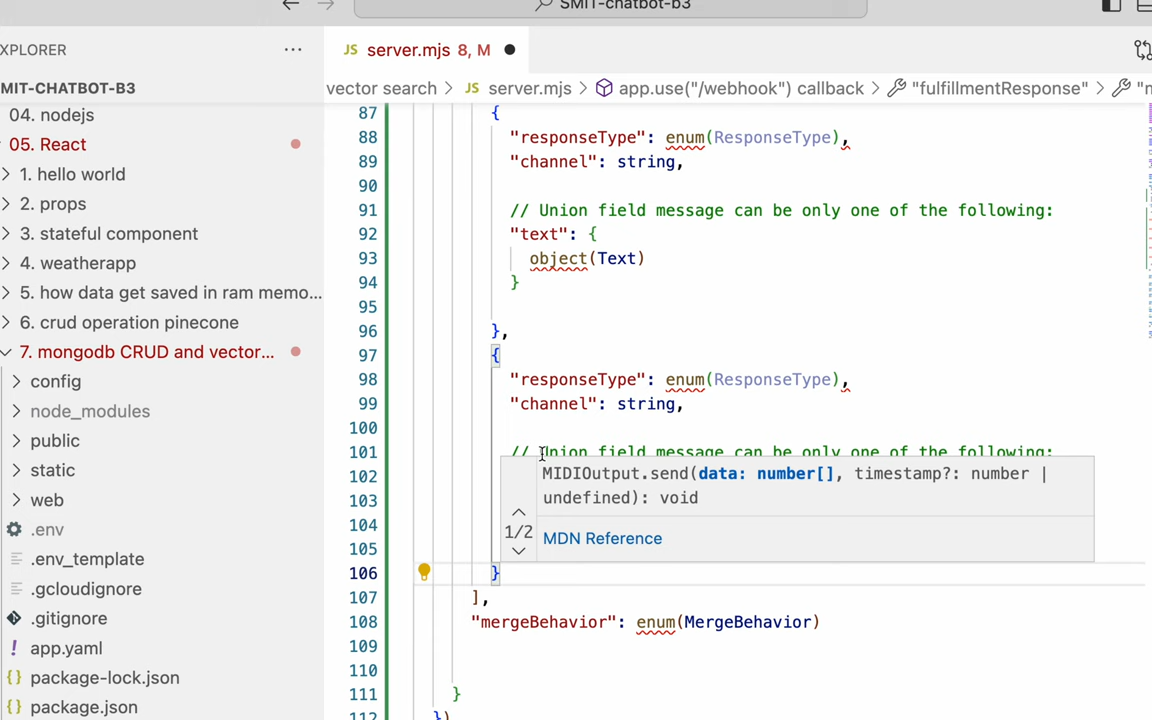 SMIT-chatbot-b3
XPLORER
JS server.mjs 8, M
MIT-CHATBOT-B3
vector search > JS server.mjs > app.use("/webhook") callback > "fulfillmentResponse" > "m
04. nodejs
05. React
> 1. hello world
> 2. props
> 3. stateful component
> 4. weatherapp
> 5. how data get saved in ram memo...
> 6. crud operation pinecone
7. mongodb CRUD and vector...
> config
> node_modules
> public
> static
> web
.env
.env_template
.gcloudignore
.gitignore
! app.yaml
{} package-lock.json
{} package.json
87 {
88 "responseType": enum(ResponseType),
89 "channel": string,
90
91 // Union field message can be only one of the following:
92 "text": {
93 object(Text)
94 }
95
96 },
97 {
98 "responseType": enum(ResponseType),
99 "channel": string,
100
101 // Union field message can be only one of the following:
102
103
104
105
106 }
107 ],
108 "mergeBehavior": enum(MergeBehavior)
109
110
111 }
112 })
MIDIOutput.send(data: number[], timestamp?: number |
undefined): void
1/2
MDN Reference